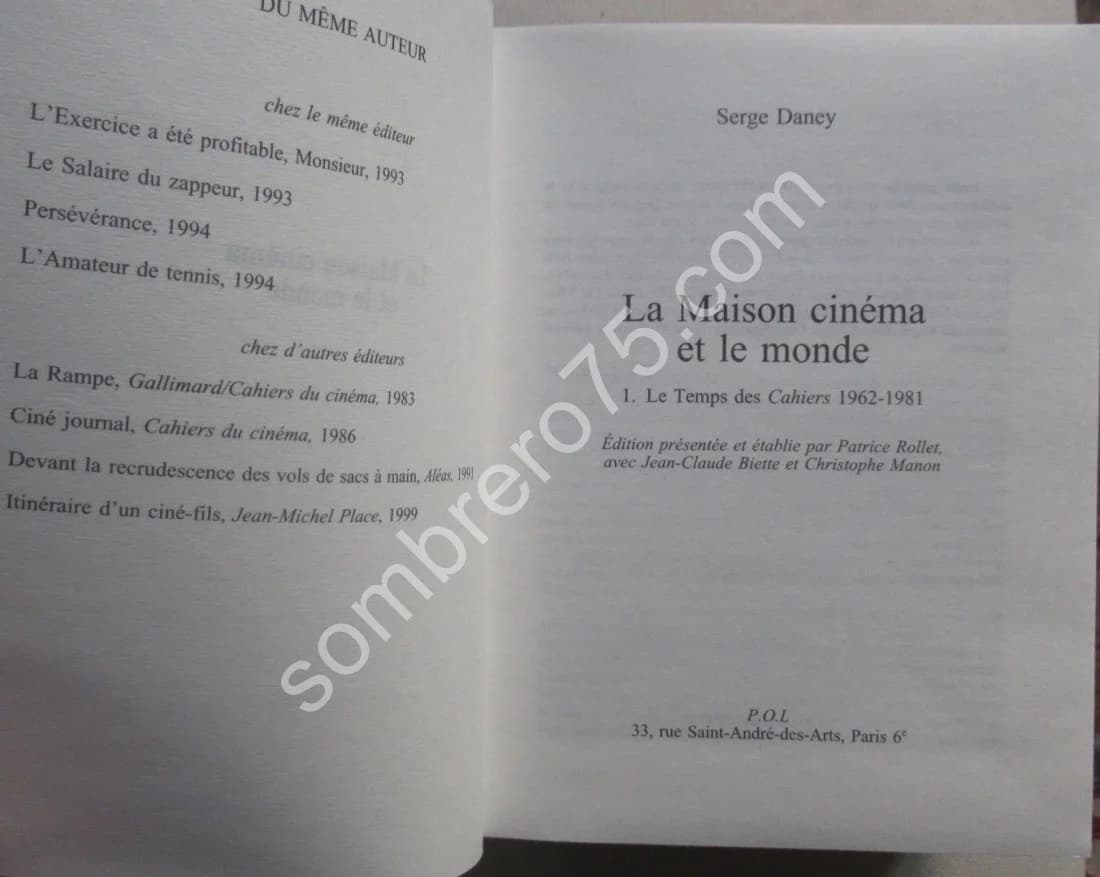 DU MÊME AUTEUR
chez le même éditeur
L'Exercice a été profitable, Monsieur, 1993
Le Salaire du zappeur, 1993
Persévérance, 1994
L'Amateur de tennis, 1994
chez d'autres éditeurs
La Rampe, Gallimard/Cahiers du cinéma, 1983
Ciné journal, Cahiers du cinéma, 1986
Devant la recrudescence des vols de sacs à main, Aléas, 1991
Itinéraire d'un ciné-fils, Jean-Michel Place, 1999
Serge Daney
La Maison cinéma
et le monde
1. Le Temps des Cahiers 1962-1981
Édition présentée et établie par Patrice Rollet,
avec Jean-Claude Biette et Christophe Manon
P.O.L
33, rue Saint-André-des-Arts, Paris 6e
sombrero75.com